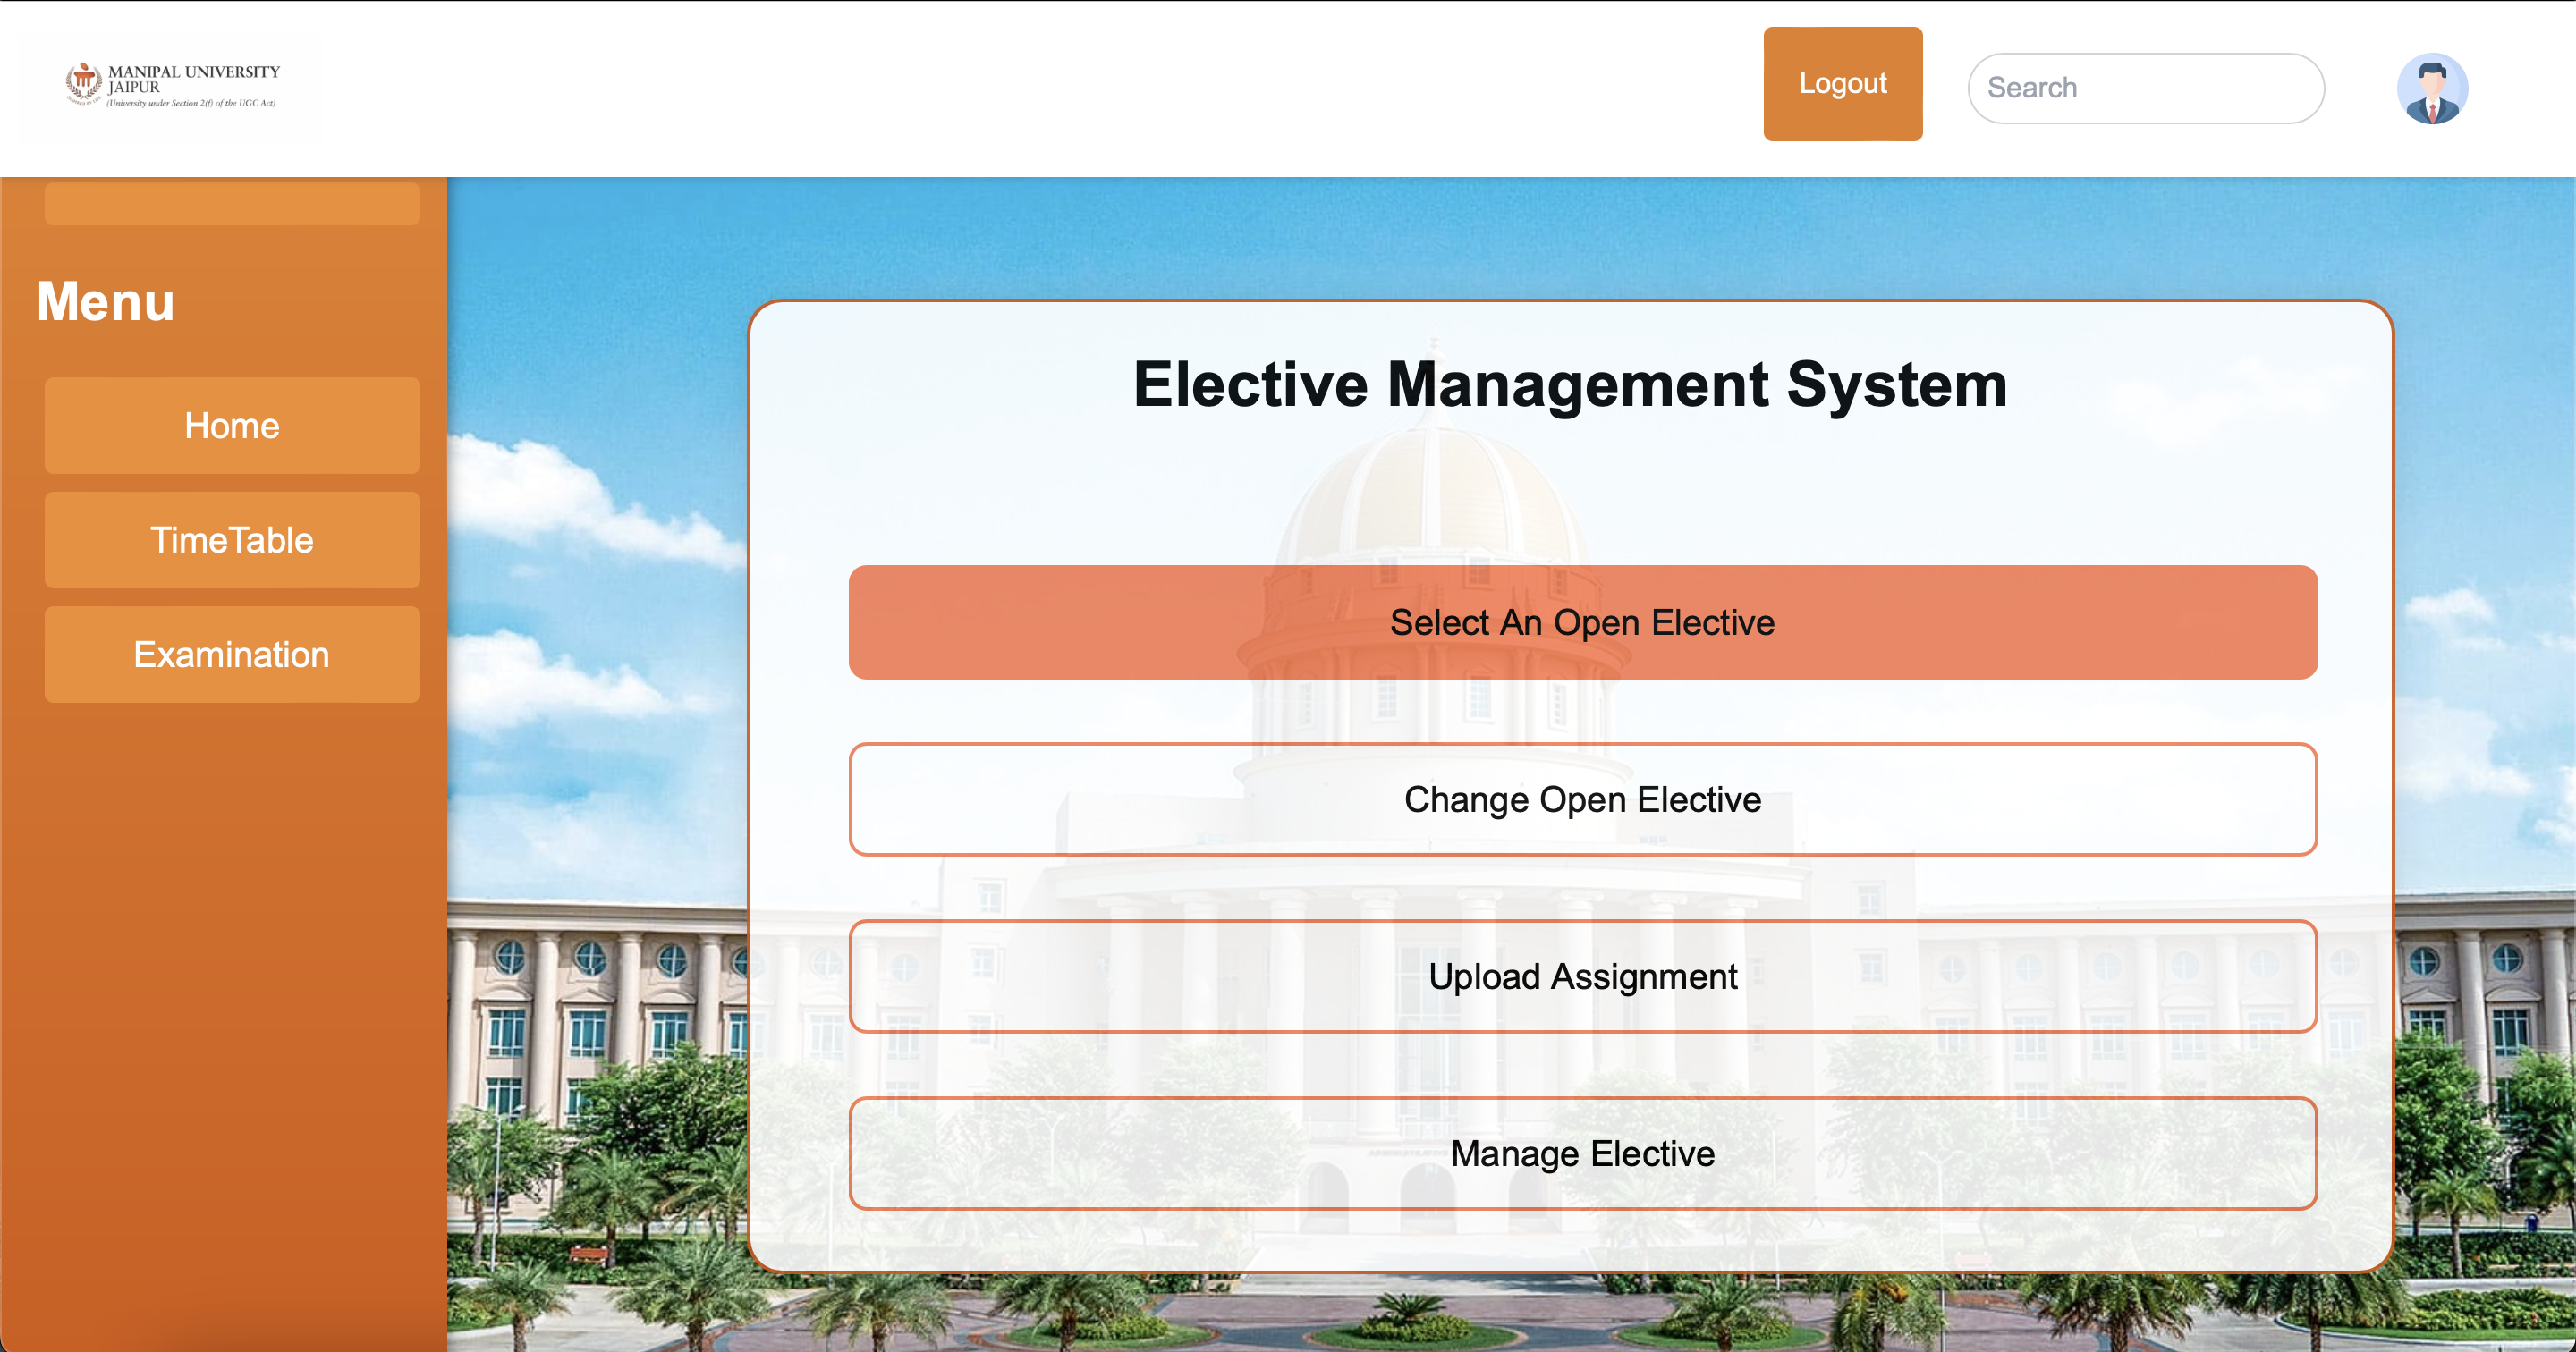 MANIPAL UNIVERSITY
JAIPUR
(University under Section 2(f) of the UGC Act)
Logout
Search
Menu
Home
TimeTable
Examination
Elective Management System
Select An Open Elective
Change Open Elective
Upload Assignment
Manage Elective